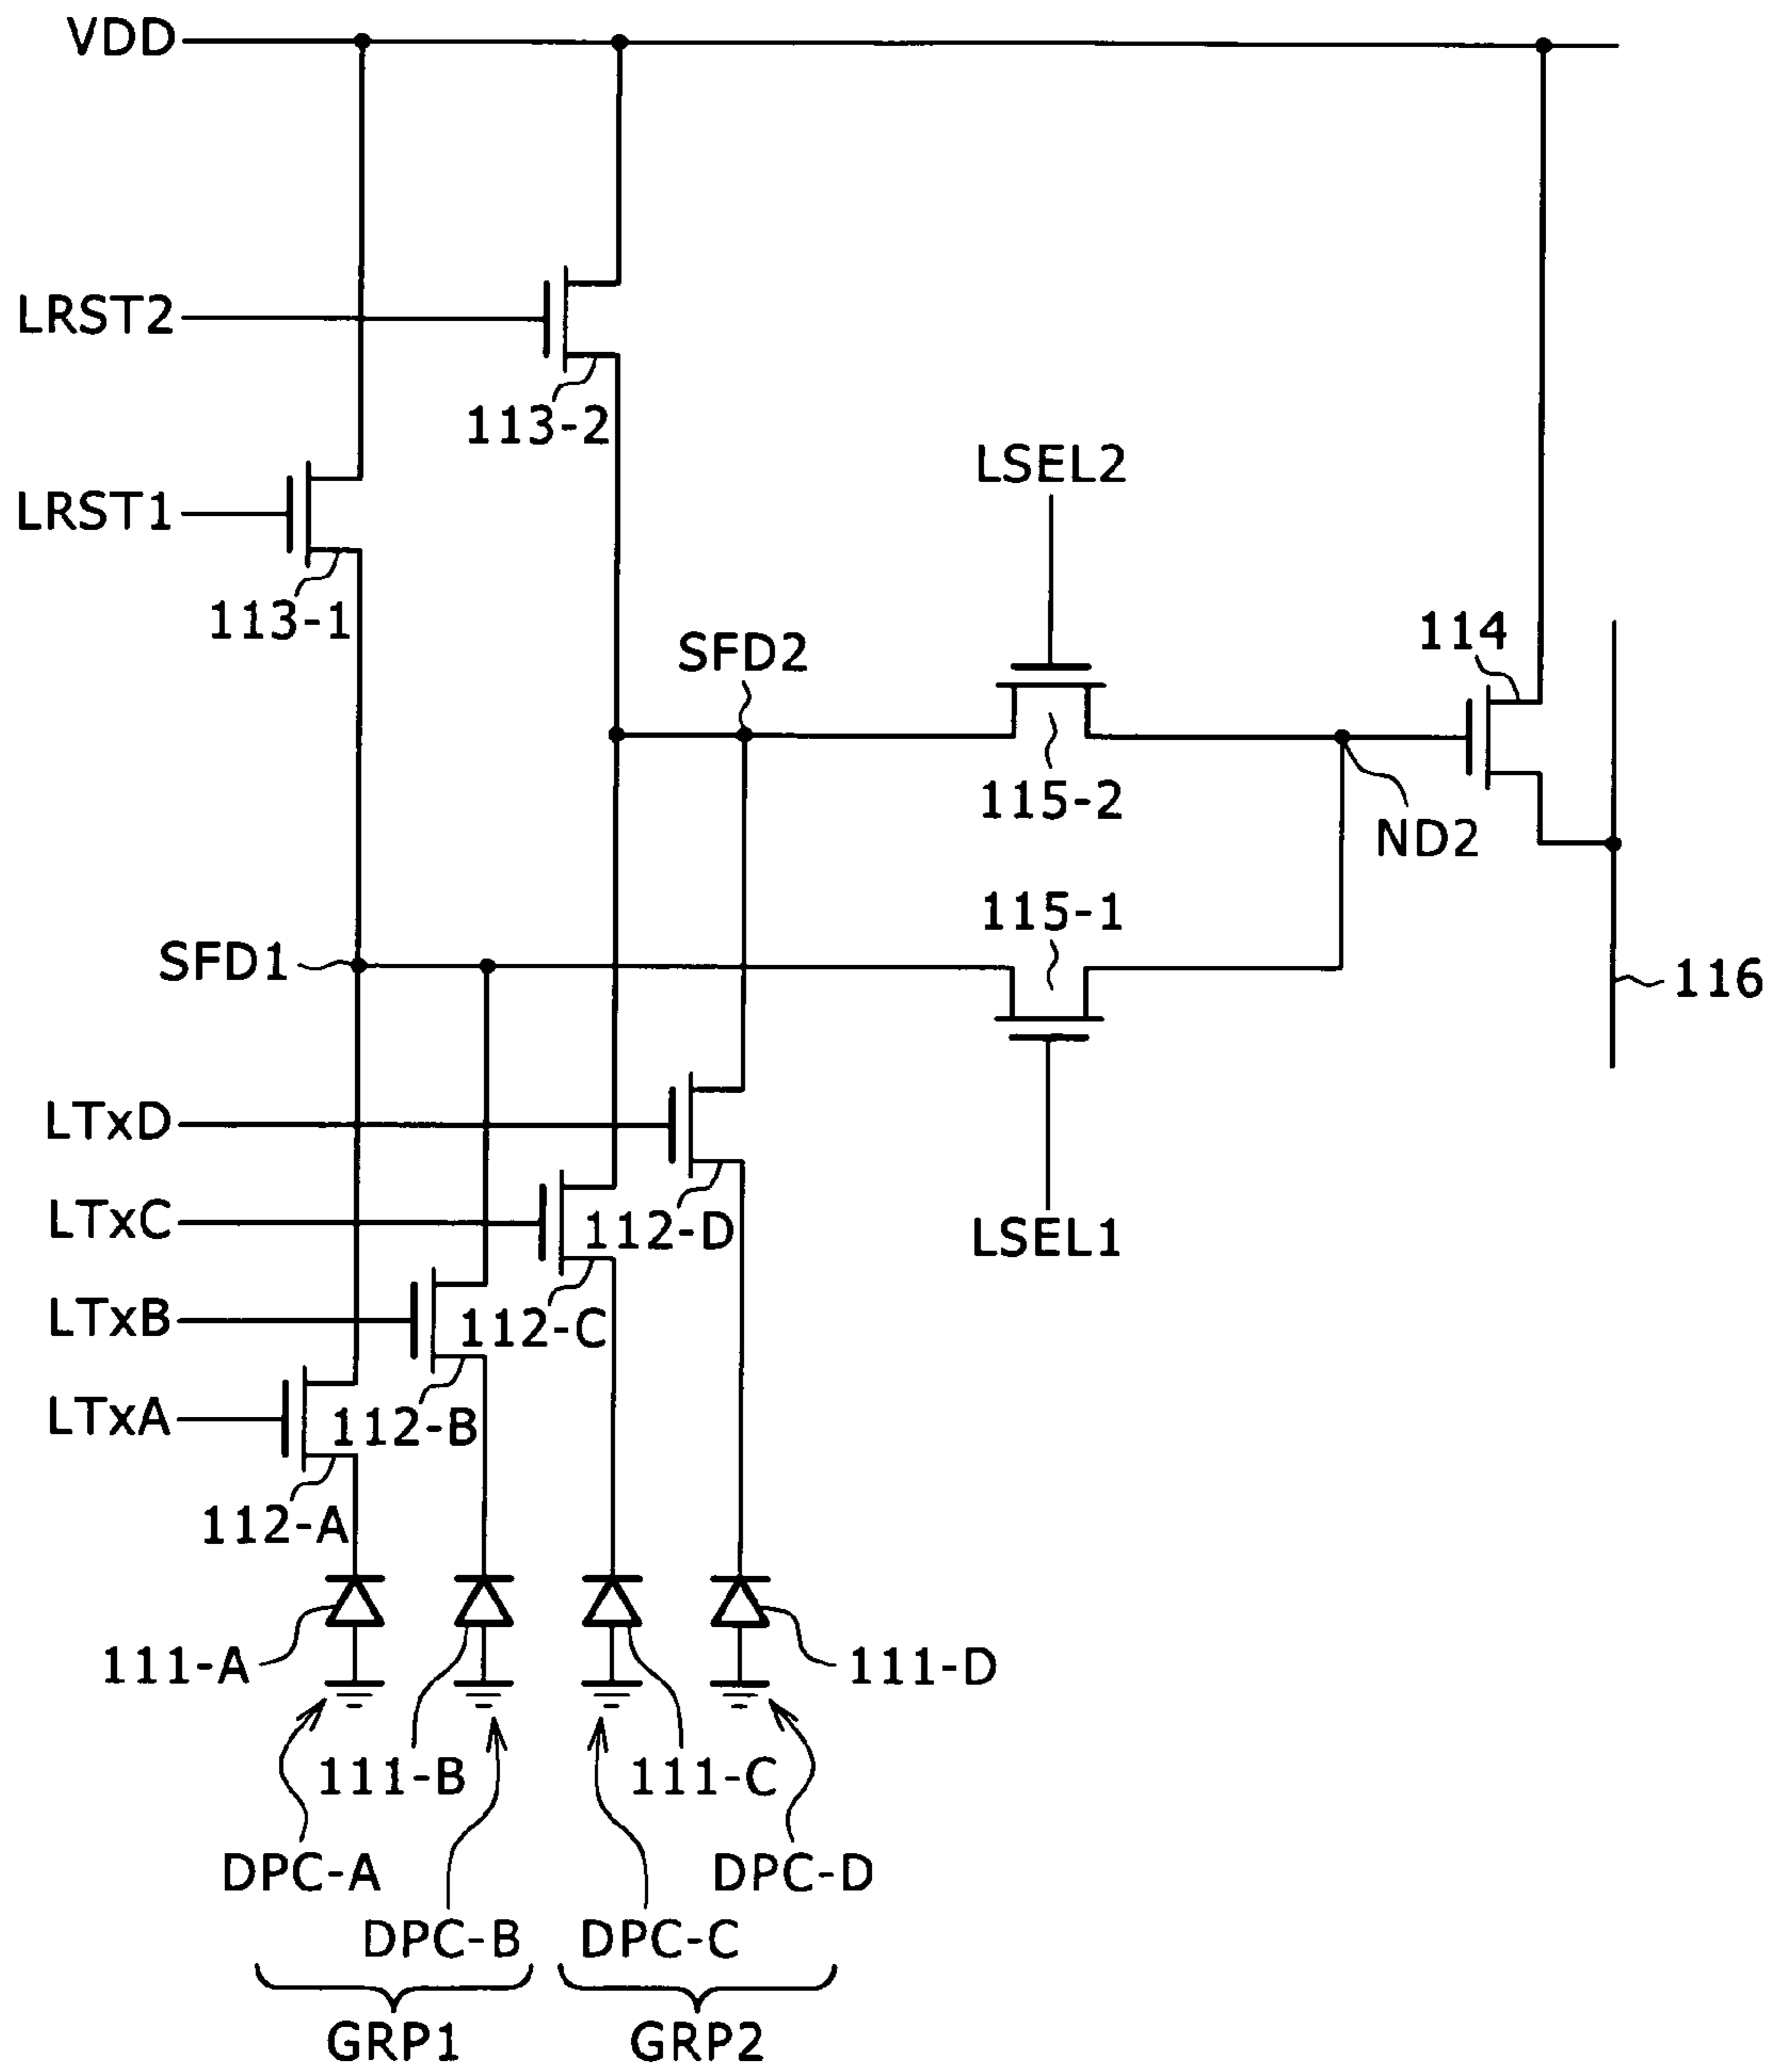 VDD
LRST2
113-2
LSEL2
LRST1
113-1
114
SFD2
115-2
ND2
115-1
SFD1
116
LTxD
LTxC
112-D
LSEL1
LTxB
112-C
LTxA
112-B
112-A
111-A
111-D
111-B
111-C
DPC-A
DPC-D
DPC-B
DPC-C
GRP1
GRP2